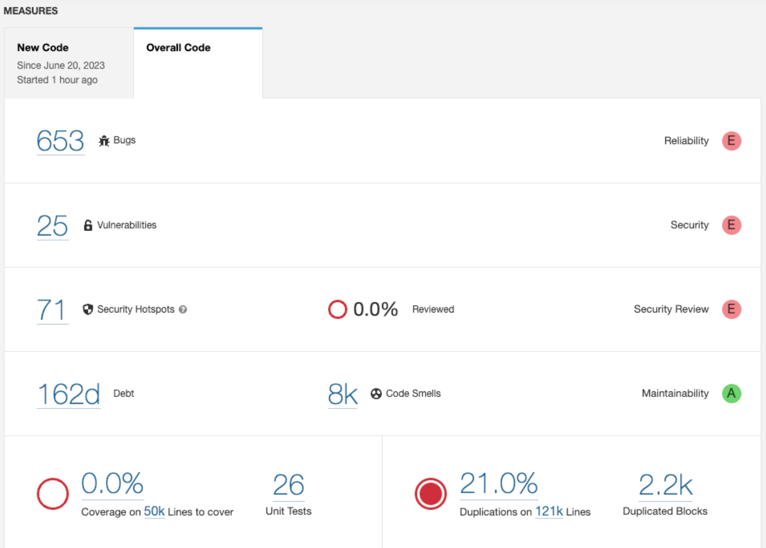 MEASURES
New Code
Since June 20, 2023
Started 1 hour ago
Overall Code
653 Bugs Reliability E
25 Vulnerabilities Security E
71 Security Hotspots ? 0.0% Reviewed Security Review E
162d Debt 8k Code Smells Maintainability A
0.0% 26
Coverage on 50k Lines to cover Unit Tests
21.0% 2.2k
Duplications on 121k Lines Duplicated Blocks